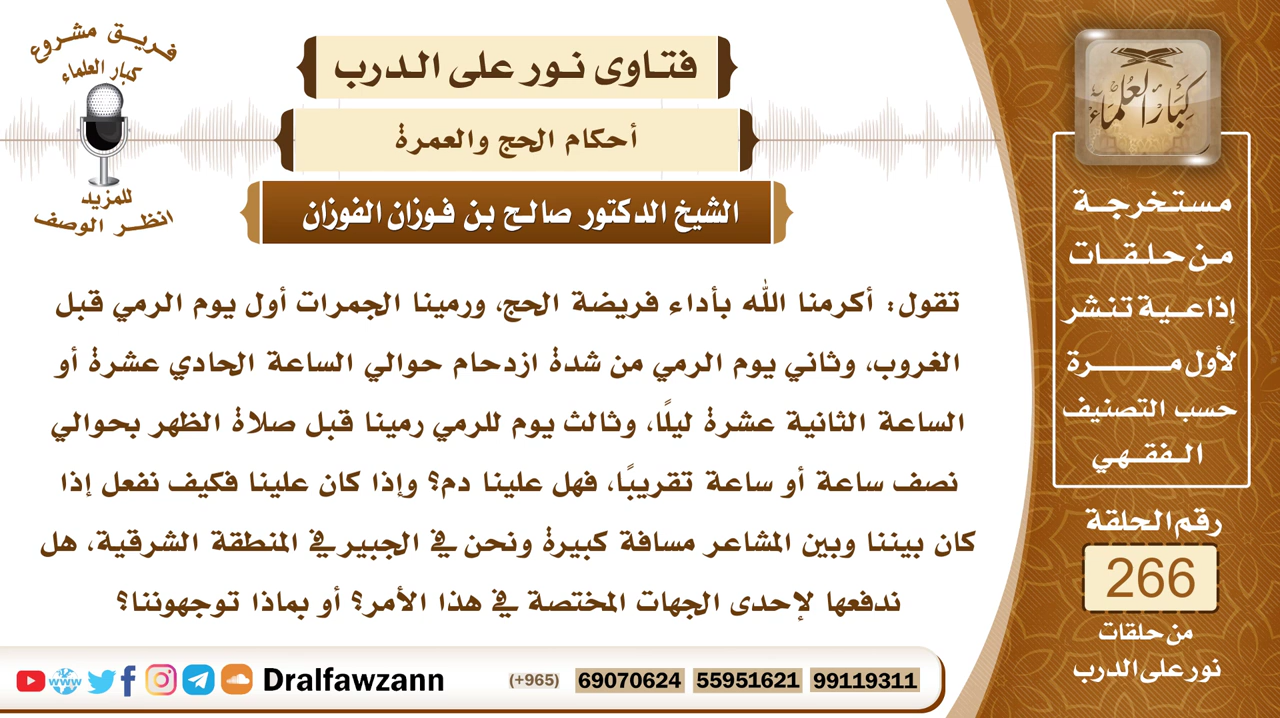 فريق مشروع
كبار العلماء
للمزيد
انظر الوصف
فتاوى نور على الدرب
أحكام الحج والعمرة
الشيخ الدكتور صالح بن فوزان الفوزان
تقول: أكرمنا الله بأداء فريضة الحج، ورمينا الجمرات أول يوم الرمي قبل
الغروب، وثاني يوم الرمي من شدة ازدحام حوالي الساعة الحادي عشرة أو
الساعة الثانية عشرة ليلًا، وثالث يوم للرمي رمينا قبل صلاة الظهر بحوالي
نصف ساعة أو ساعة تقريبًا، فهل علينا دم؟ وإذا كان علينا فكيف نفعل إذا
كان بيننا وبين المشاعر مسافة كبيرة ونحن في الجبير في المنطقة الشرقية، هل
ندفعها لإحدى الجهات المختصة في هذا الأمر؟ أو بماذا توجهوننا؟
كبار العلماء
مستخرجة
من حلقات
إذاعية تنشر
لأول مرة
حسب التصنيف
الفقهي
رقم الحلقة
266
من حلقات
نور على الدرب
www
Dralfawzann
(+965) 69070624 55951621 99119311